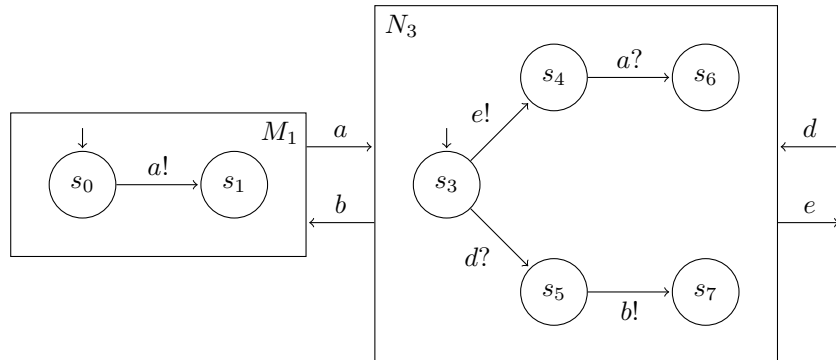 N₃
s₄
a?
s₆
e!
M₁
a
d
s₀
a!
s₁
s₃
b
e
d?
s₅
b!
s₇